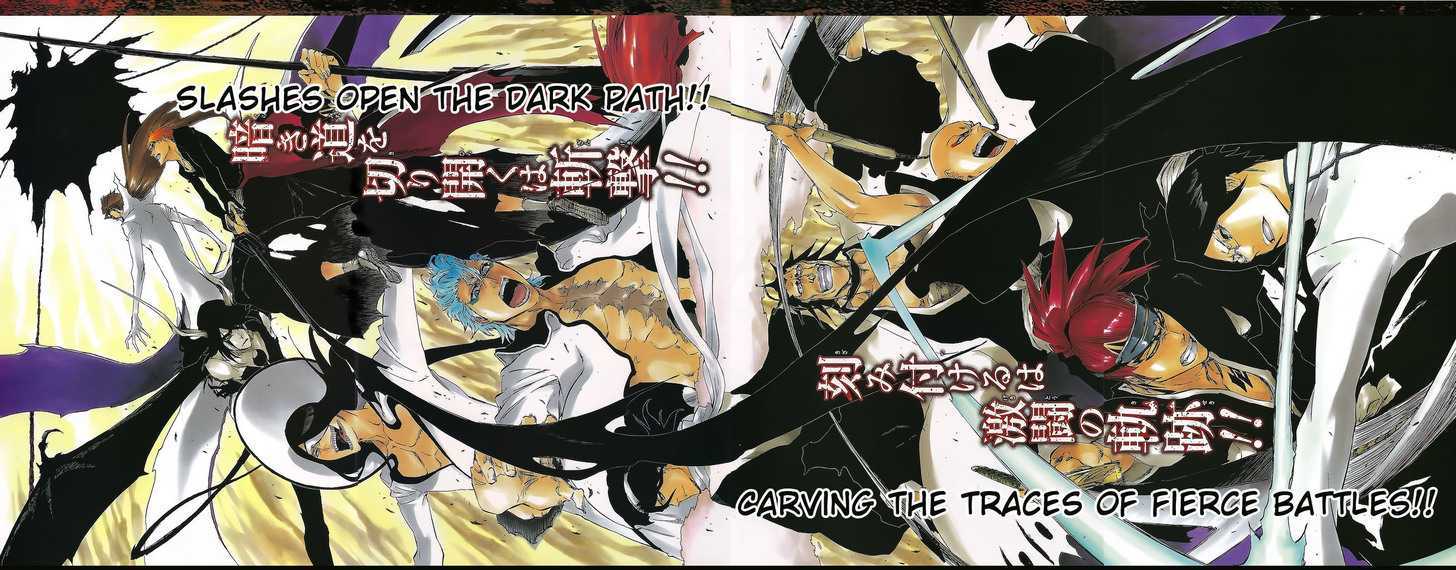 SLASHES OPEN THE DARK PATH!!
暗き道を
切り開くは斬撃!!
刻み付けるは
激闘の軌跡!!
CARVING THE TRACES OF FIERCE BATTLES!!